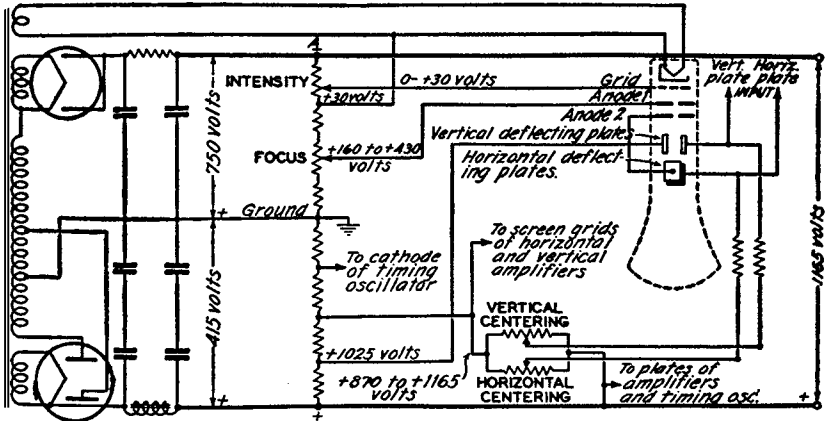 A
INTENSITY
0- +30 volts
+30 volts
Grid
Anode 1
Anode 2
Vert. Horiz.
plate plate
INPUT
Vertical deflecting plates
Horizontal deflect-
ing plates.
750 volts
FOCUS
+160 to +430
volts
+ Ground
To cathode
of timing
oscillator
To screen grids
of horizontal
and vertical
amplifiers
1165 volts
415 volts
VERTICAL
CENTERING
+1025 volts
+870 to +1165
volts
HORIZONTAL
CENTERING
To plates of
amplifiers
and timing osc.
+
+
+